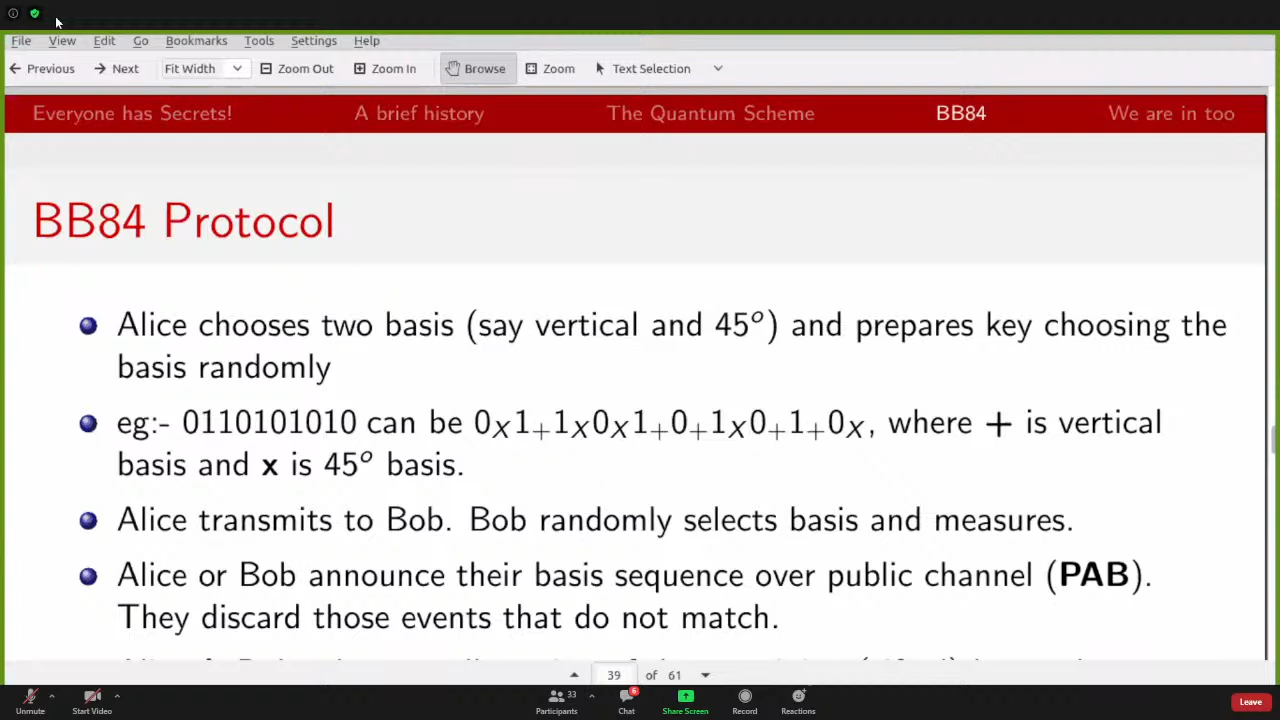 File View Edit Go Bookmarks Tools Settings Help
Previous Next Fit Width Zoom Out Zoom In Browse Zoom Text Selection
Everyone has Secrets! A brief history The Quantum Scheme BB84 We are in too
BB84 Protocol
Alice chooses two basis (say vertical and 45°) and prepares key choosing the
basis randomly
eg:- 0110101010 can be 0ₓ1₊1ₓ0ₓ1₊0₊1ₓ0₊1₊0ₓ, where + is vertical
basis and x is 45° basis.
Alice transmits to Bob. Bob randomly selects basis and measures.
Alice or Bob announce their basis sequence over public channel (PAB).
They discard those events that do not match.
39 of 61
Unmute Start Video Participants 33 Chat 6 Share Screen Record Reactions Leave